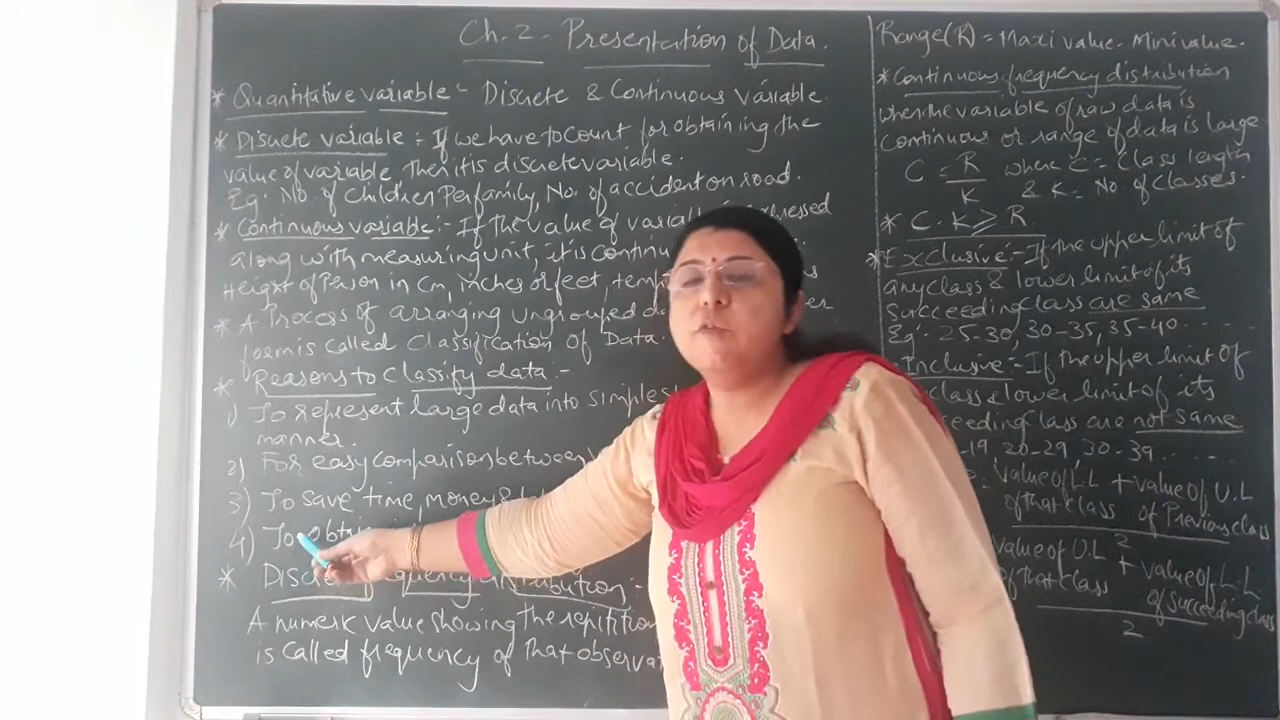 Ch. 2 - Presentation of Data.
* Quantitative variable :- Discrete & Continuous variable
* Discrete variable :- If we have to count for obtaining the
value of variable then it is discrete variable.
Eg: No. of children per family, No. of accident on road.
* Continuous variable :- If the value of
along with measuring unit, it is
Height of Person in cm, inches or feet,
* A Process of arranging ungrouped
form is called Classification of Data.
* Reasons to Classify data :-
1) To represent large data into simplest
manner.
2) For easy comparisons between
3) To save time, money &
4) To
* frequency distribution :-
A numeric value showing the repitition
is called frequency of that
Range (R) = Maxi value - Mini value.
* Continuous frequency distribution
when the variable of raw data is
Continuous or range of data is large
C = R/K where C = class length
& K = No of classes.
* C . K ⩾ R
* Exclusive :- If the upper limit of
any class & lower limit of its
succeeding class are same
Eg:- 25-30, 30-35, 35-40 . . . .
Inclusive :- If the upper limit of
class & lower limit of its
class are not same
-19, 20-29, 30-39 . . . . .
value of L.L + value of U.L
of that class of Previous class
2
value of U.L + value of L.L
of that class of succeeding class
2